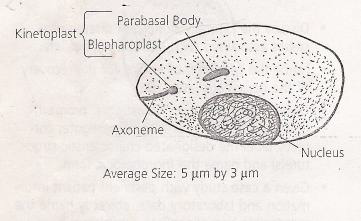 Parabasal Body
Kinetoplast
Blepharoplast
Axoneme
Nucleus
Average Size: 5 µm by 3 µm